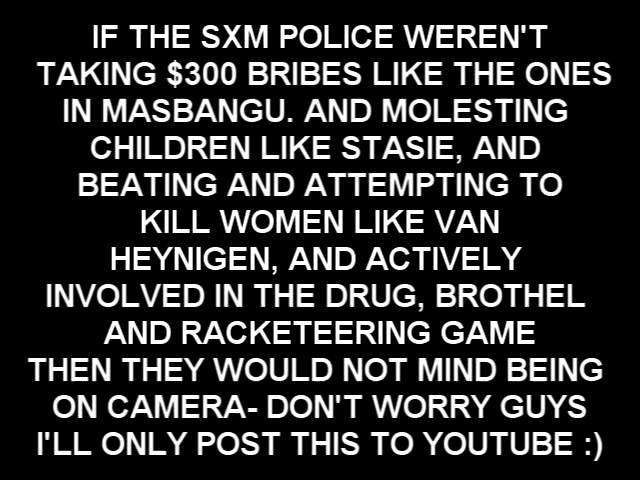 IF THE SXM POLICE WEREN'T
TAKING $300 BRIBES LIKE THE ONES
IN MASBANGU. AND MOLESTING
CHILDREN LIKE STASIE, AND
BEATING AND ATTEMPTING TO
KILL WOMEN LIKE VAN
HEYNIGEN, AND ACTIVELY
INVOLVED IN THE DRUG, BROTHEL
AND RACKETEERING GAME
THEN THEY WOULD NOT MIND BEING
ON CAMERA- DON'T WORRY GUYS
I'LL ONLY POST THIS TO YOUTUBE :)